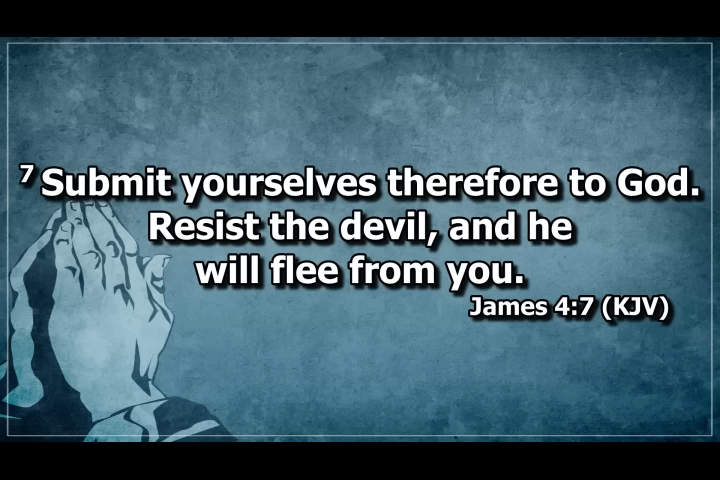 7 Submit yourselves therefore to God.
Resist the devil, and he
will flee from you.
James 4:7 (KJV)